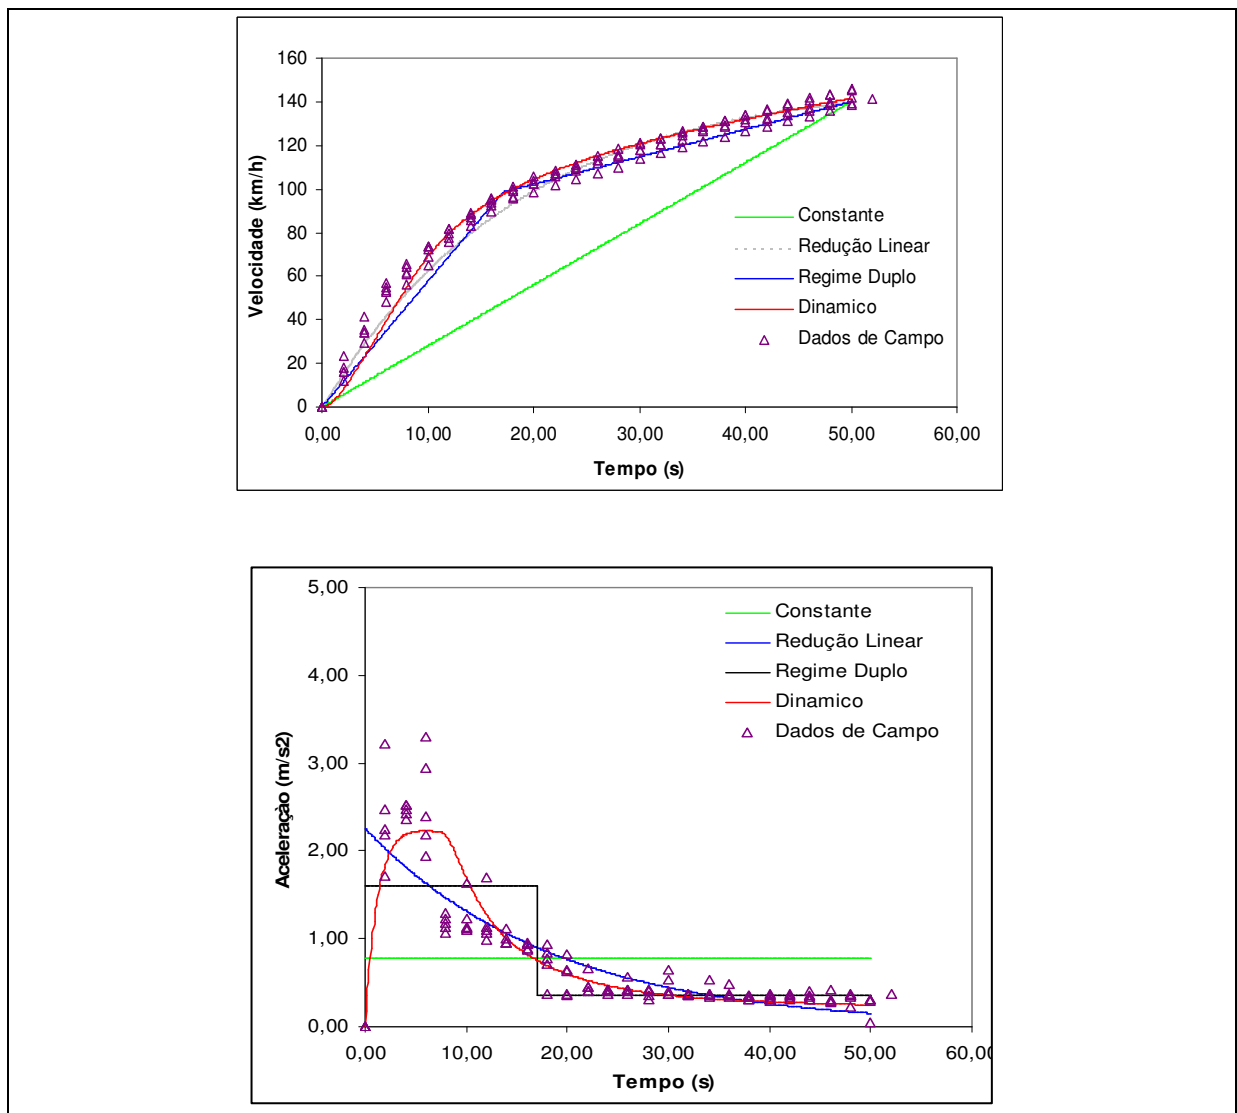 160
140
120
100
80
60
40
20
0
Velocidade (km/h)
Constante
Redução Linear
Regime Duplo
Dinamico
Dados de Campo
0,00 10,00 20,00 30,00 40,00 50,00 60,00
Tempo (s)
5,00
4,00
3,00
2,00
1,00
0,00
Aceleração (m/s2)
Constante
Redução Linear
Regime Duplo
Dinamico
Dados de Campo
0,00 10,00 20,00 30,00 40,00 50,00 60,00
Tempo (s)